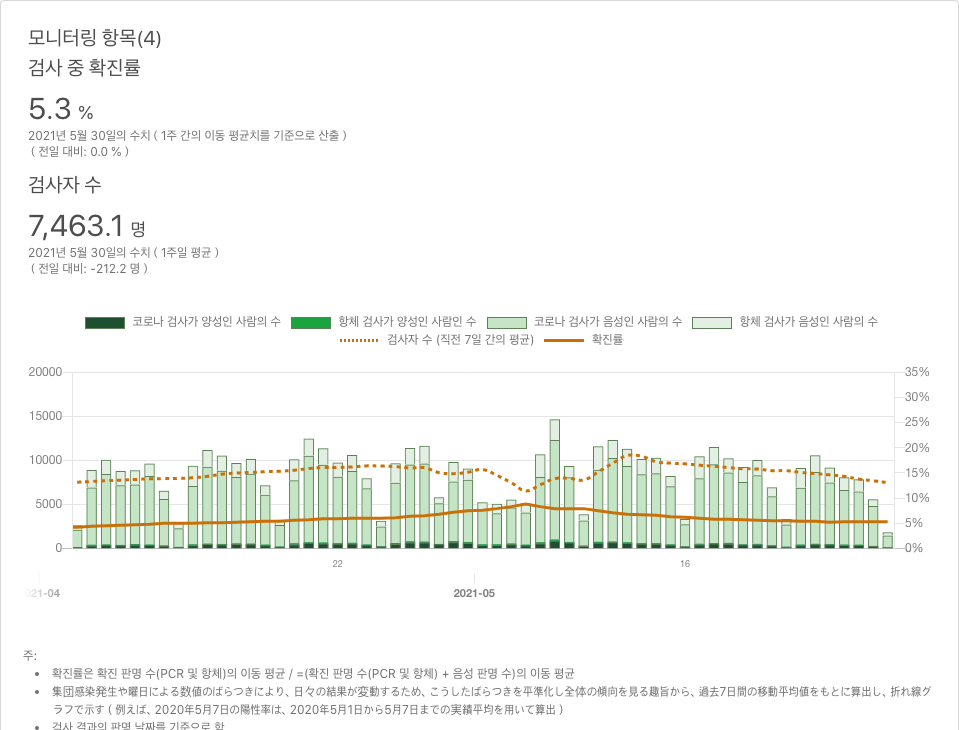 모니터링 항목(4)
검사 중 확진률
5.3 %
2021년 5월 30일의 수치 ( 1주 간의 이동 평균치를 기준으로 산출 )
( 전일 대비: 0.0 % )
검사자 수
7,463.1 명
2021년 5월 30일의 수치 ( 1주일 평균 )
( 전일 대비: -212.2 명 )
코로나 검사가 양성인 사람의 수 항체 검사가 양성인 사람인 수 코로나 검사가 음성인 사람의 수 항체 검사가 음성인 사람의 수
검사자 수 (직전 7일 간의 평균) 확진률
20000 35%
30%
15000 25%
20%
10000 15%
5000 10%
5%
0 0%
22 16
21-04 2021-05
주:
• 확진률은 확진 판명 수(PCR 및 항체)의 이동 평균 / =(확진 판명 수(PCR 및 항체) + 음성 판명 수)의 이동 평균
• 集団感染発生や曜日による数値のばらつきにより、日々の結果が変動するため、こうしたばらつきを平準化し全体の傾向を見る趣旨から、過去7日間の移動平均値をもとに算出し、折れ線グ
ラフで示す ( 例えば、2020年5月7日の陽性率は、2020年5月1日から5月7日までの実績平均を用いて算出 )
• 검사 결과의 판명 날짜를 기준으로 함